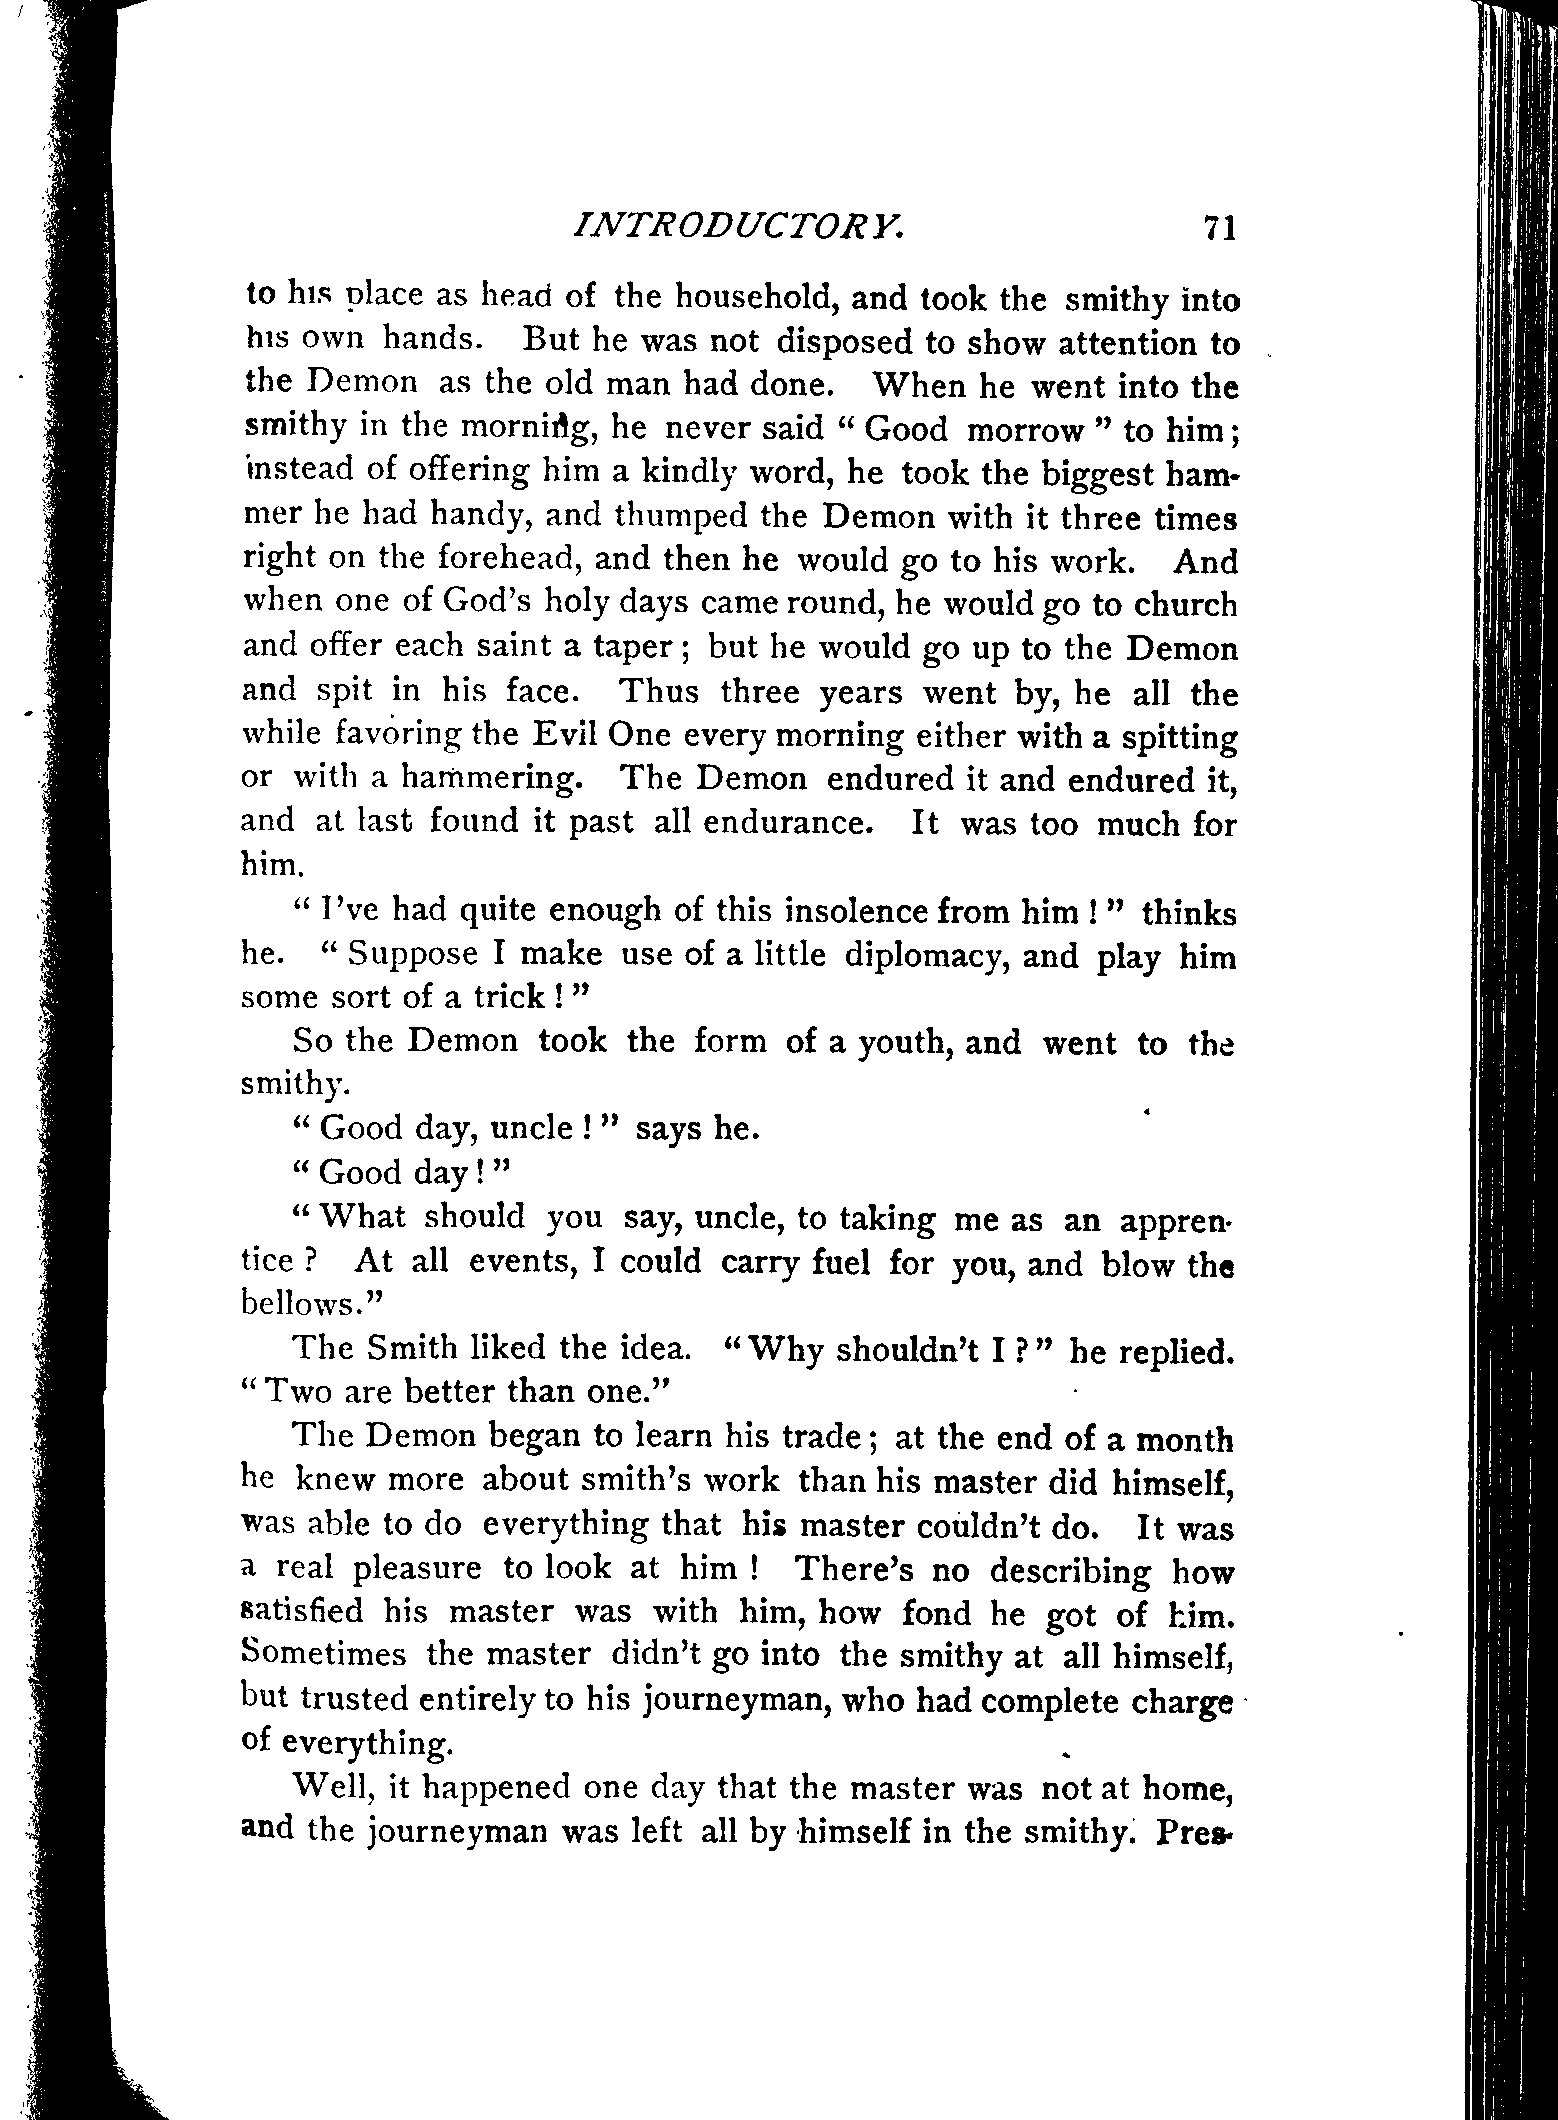 INTRODUCTORY. 71
to his place as head of the household, and took the smithy into
his own hands. But he was not disposed to show attention to
the Demon as the old man had done. When he went into the
smithy in the morning, he never said “ Good morrow ” to him ;
instead of offering him a kindly word, he took the biggest ham-
mer he had handy, and thumped the Demon with it three times
right on the forehead, and then he would go to his work. And
when one of God’s holy days came round, he would go to church
and offer each saint a taper ; but he would go up to the Demon
and spit in his face. Thus three years went by, he all the
while favoring the Evil One every morning either with a spitting
or with a hammering. The Demon endured it and endured it,
and at last found it past all endurance. It was too much for
him.
“ I’ve had quite enough of this insolence from him ! ” thinks
he. “ Suppose I make use of a little diplomacy, and play him
some sort of a trick ! ”
So the Demon took the form of a youth, and went to the
smithy.
“ Good day, uncle ! ” says he.
“ Good day ! ”
“ What should you say, uncle, to taking me as an appren-
tice ? At all events, I could carry fuel for you, and blow the
bellows.”
The Smith liked the idea. “ Why shouldn’t I ? ” he replied.
“ Two are better than one.”
The Demon began to learn his trade ; at the end of a month
he knew more about smith’s work than his master did himself,
was able to do everything that his master couldn’t do. It was
a real pleasure to look at him ! There’s no describing how
satisfied his master was with him, how fond he got of him.
Sometimes the master didn’t go into the smithy at all himself,
but trusted entirely to his journeyman, who had complete charge
of everything.
Well, it happened one day that the master was not at home,
and the journeyman was left all by himself in the smithy. Pres-